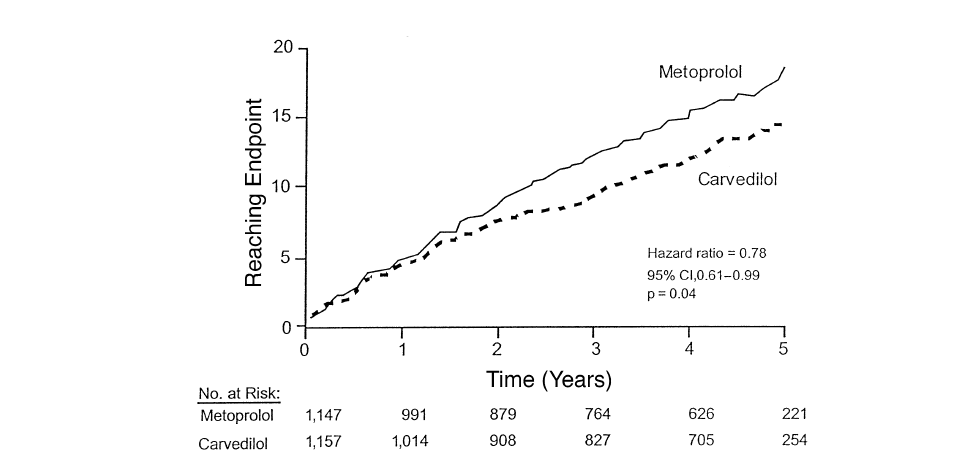 20
Metoprolol
15
Reaching Endpoint
10
Carvedilol
5
Hazard ratio = 0.78
95% CI,0.61–0.99
p = 0.04
0
0 1 2 3 4 5
Time (Years)
No. at Risk:
Metoprolol 1,147 991 879 764 626 221
Carvedilol 1,157 1,014 908 827 705 254